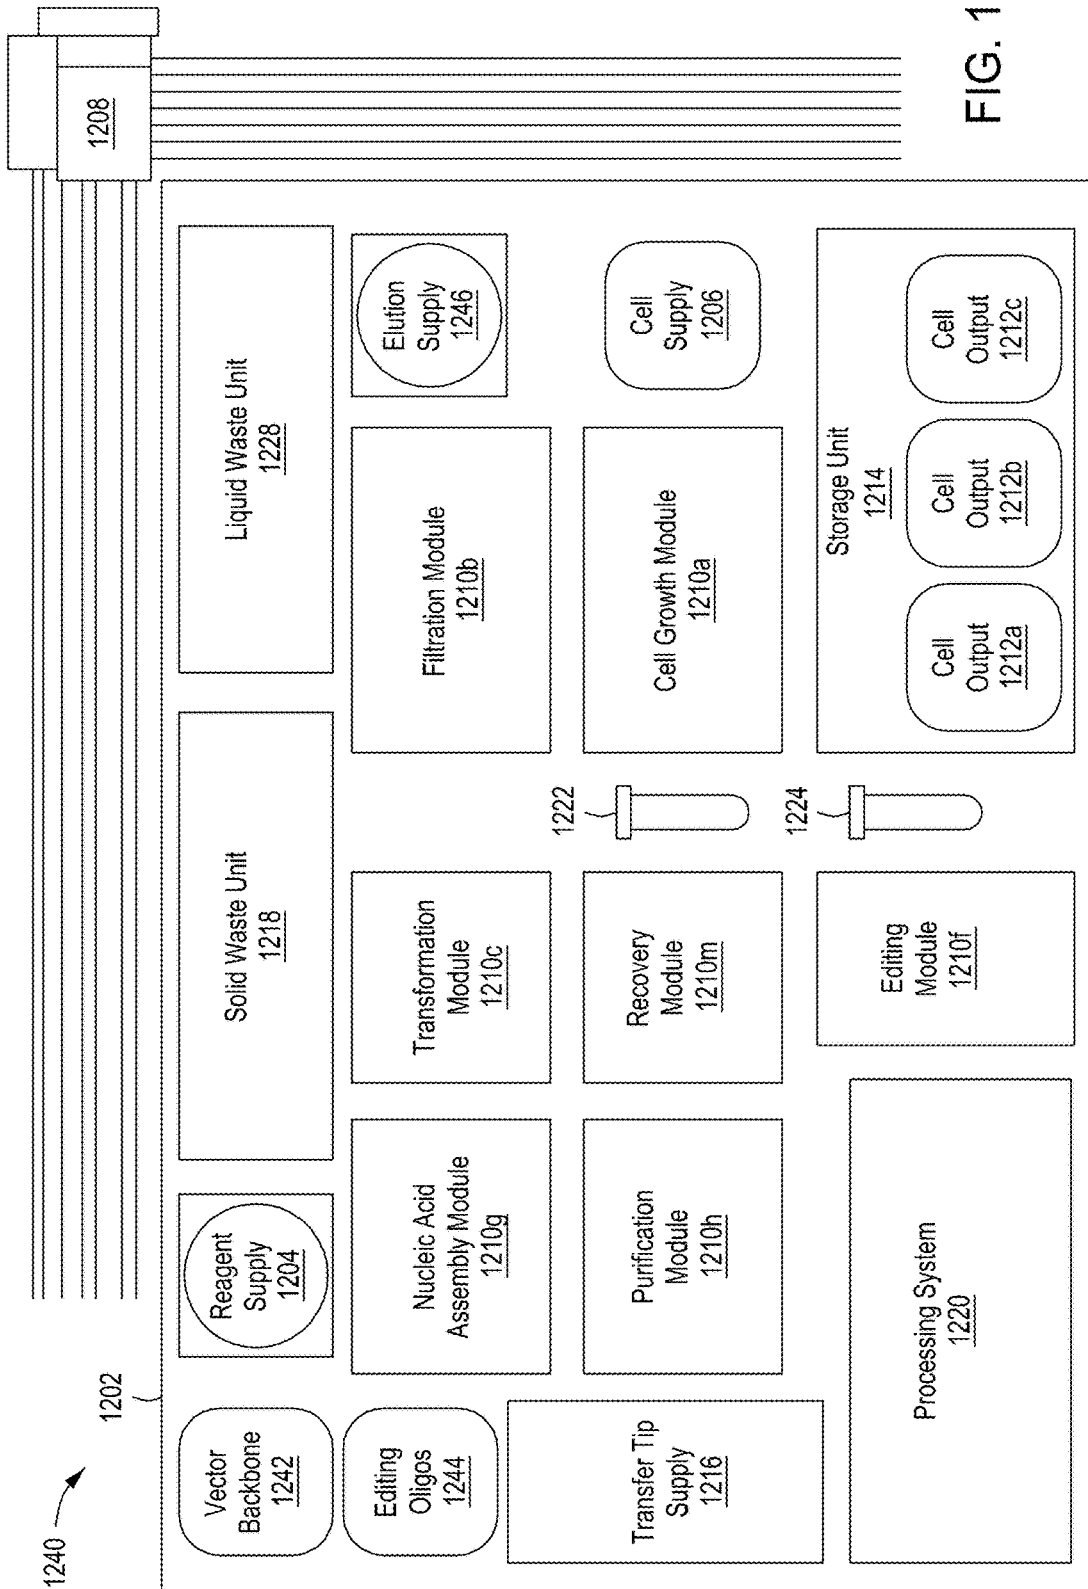 1240
1202
1208
Vector
Backbone
1242
Reagent
Supply
1204
Solid Waste Unit
1218
Liquid Waste Unit
1228
Editing
Oligos
1244
Nucleic Acid
Assembly Module
1210g
Transformation
Module
1210c
Filtration Module
1210b
Elution
Supply
1246
Transfer Tip
Supply
1216
Purification
Module
1210h
Recovery
Module
1210m
1222
Cell Growth Module
1210a
Cell
Supply
1206
Processing System
1220
Editing
Module
1210f
1224
Storage Unit
1214
Cell
Output
1212a
Cell
Output
1212b
Cell
Output
1212c
FIG. 1